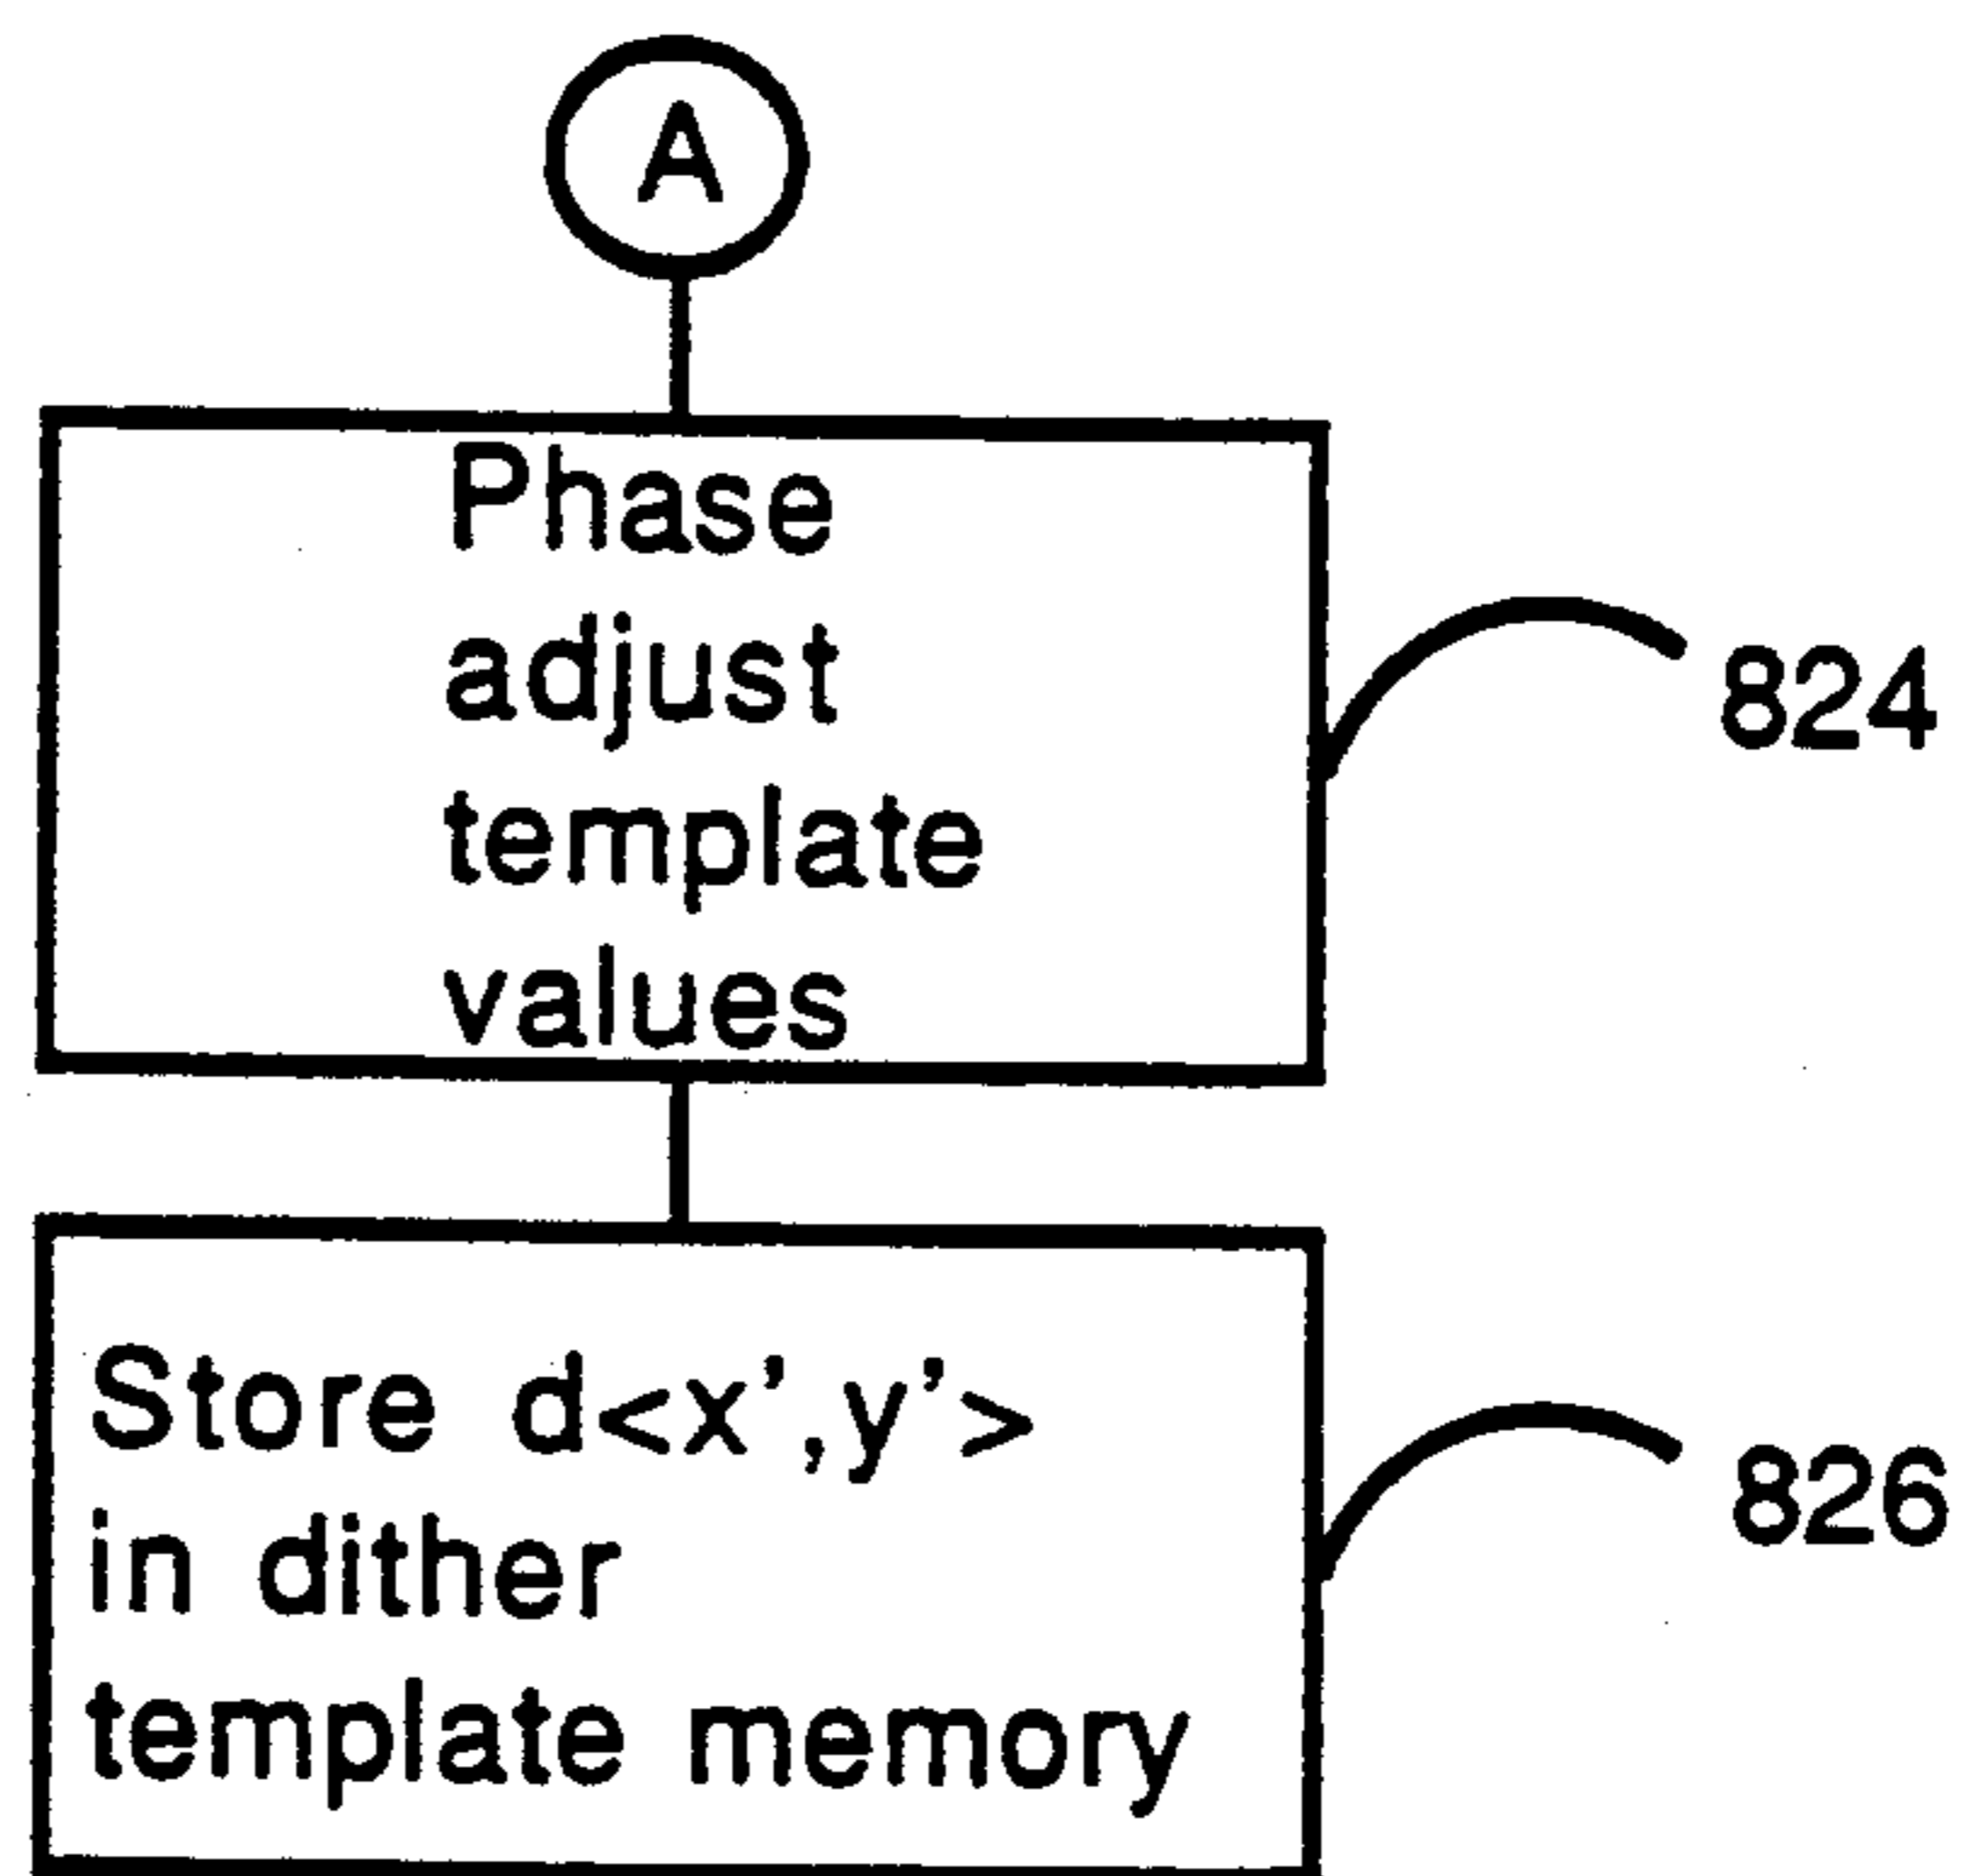 A
Phase
adjust
template
values
824
Store d<x',y'>
in dither
template memory
826